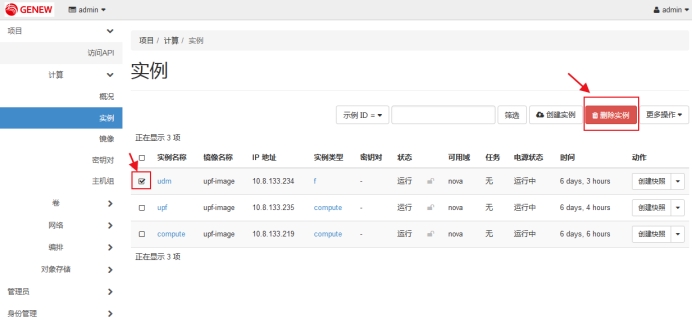 GENEW admin admin
项目
访问API
计算
概况
实例
镜像
密钥对
主机组
卷
网络
编排
对象存储
管理员
身份管理
项目 / 计算 / 实例
实例
示例 ID = 筛选 创建实例 删除实例 更多操作
正在显示 3 项
实例名称 镜像名称 IP 地址 实例类型 密钥对 状态 可用域 任务 电源状态 时间 动作
udm upf-image 10.8.133.234 f - 运行 nova 无 运行中 6 days, 3 hours 创建快照
upf upf-image 10.8.133.235 compute - 运行 nova 无 运行中 6 days, 4 hours 创建快照
compute upf-image 10.8.133.219 compute - 运行 nova 无 运行中 6 days, 6 hours 创建快照
正在显示 3 项